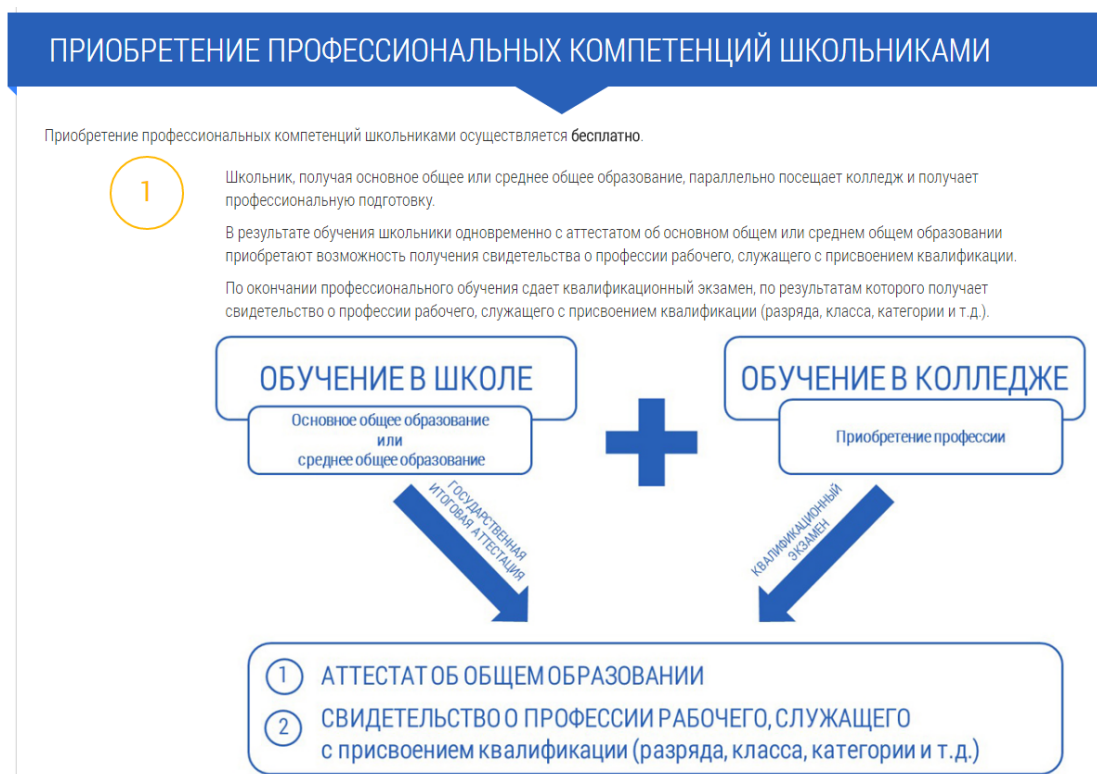 ПРИОБРЕТЕНИЕ ПРОФЕССИОНАЛЬНЫХ КОМПЕТЕНЦИЙ ШКОЛЬНИКАМИ
Приобретение профессиональных компетенций школьниками осуществляется бесплатно.
1
Школьник, получая основное общее или среднее общее образование, параллельно посещает колледж и получает
профессиональную подготовку.
В результате обучения школьники одновременно с аттестатом об основном общем или среднем общем образовании
приобретают возможность получения свидетельства о профессии рабочего, служащего с присвоением квалификации.
По окончании профессионального обучения сдает квалификационный экзамен, по результатам которого получает
свидетельство о профессии рабочего, служащего с присвоением квалификации (разряда, класса, категории и т.д.).
ОБУЧЕНИЕ В ШКОЛЕ
Основное общее образование
или
среднее общее образование
ОБУЧЕНИЕ В КОЛЛЕДЖЕ
Приобретение профессии
ГОСУДАРСТВЕННАЯ
ИТОГОВАЯ АТТЕСТАЦИЯ
КВАЛИФИКАЦИОННЫЙ
ЭКЗАМЕН
1 АТТЕСТАТ ОБ ОБЩЕМ ОБРАЗОВАНИИ
2 СВИДЕТЕЛЬСТВО О ПРОФЕССИИ РАБОЧЕГО, СЛУЖАЩЕГО
с присвоением квалификации (разряда, класса, категории и т.д.)